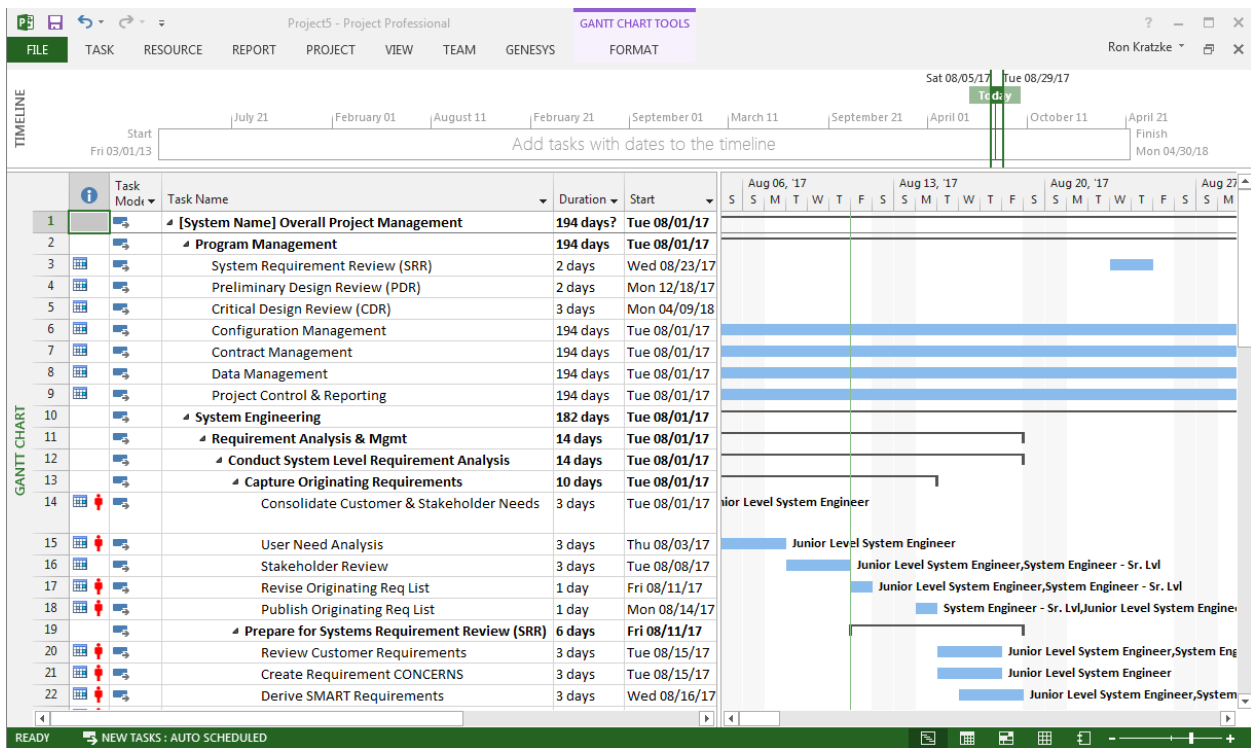 Project5 - Project Professional
GANTT CHART TOOLS
?
FILE TASK RESOURCE REPORT PROJECT VIEW TEAM GENESYS FORMAT
Ron Kratzke
TIMELINE
Sat 08/05/17 Tue 08/29/17
Today
July 21 February 01 August 11 February 21 September 01 March 11 September 21 April 01 October 11 April 21
Start
Fri 03/01/13
Add tasks with dates to the timeline
Finish
Mon 04/30/18
GANTT CHART
Task Mode Task Name Duration Start
Aug 06, '17 Aug 13, '17 Aug 20, '17 Aug 27
S S M T W T F S S M T W T F S S M T W T F S S M
1 [System Name] Overall Project Management 194 days? Tue 08/01/17
2 Program Management 194 days Tue 08/01/17
3 System Requirement Review (SRR) 2 days Wed 08/23/17
4 Preliminary Design Review (PDR) 2 days Mon 12/18/17
5 Critical Design Review (CDR) 3 days Mon 04/09/18
6 Configuration Management 194 days Tue 08/01/17
7 Contract Management 194 days Tue 08/01/17
8 Data Management 194 days Tue 08/01/17
9 Project Control & Reporting 194 days Tue 08/01/17
10 System Engineering 182 days Tue 08/01/17
11 Requirement Analysis & Mgmt 14 days Tue 08/01/17
12 Conduct System Level Requirement Analysis 14 days Tue 08/01/17
13 Capture Originating Requirements 10 days Tue 08/01/17
14 Consolidate Customer & Stakeholder Needs 3 days Tue 08/01/17 nior Level System Engineer
15 User Need Analysis 3 days Thu 08/03/17 Junior Level System Engineer
16 Stakeholder Review 3 days Tue 08/08/17 Junior Level System Engineer,System Engineer - Sr. Lvl
17 Revise Originating Req List 1 day Fri 08/11/17 Junior Level System Engineer,System Engineer - Sr. Lvl
18 Publish Originating Req List 1 day Mon 08/14/17 System Engineer - Sr. Lvl,Junior Level System Engine
19 Prepare for Systems Requirement Review (SRR) 6 days Fri 08/11/17
20 Review Customer Requirements 3 days Tue 08/15/17 Junior Level System Engineer,System Eng
21 Create Requirement CONCERNS 3 days Tue 08/15/17 Junior Level System Engineer
22 Derive SMART Requirements 3 days Wed 08/16/17 Junior Level System Engineer,System
READY NEW TASKS : AUTO SCHEDULED